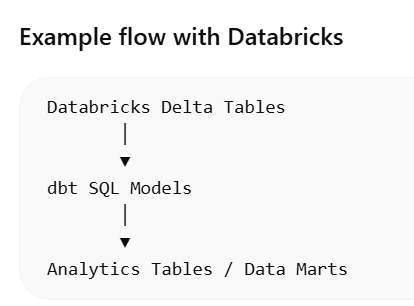 Example flow with Databricks
Databricks Delta Tables
│
▼
dbt SQL Models
│
▼
Analytics Tables / Data Marts